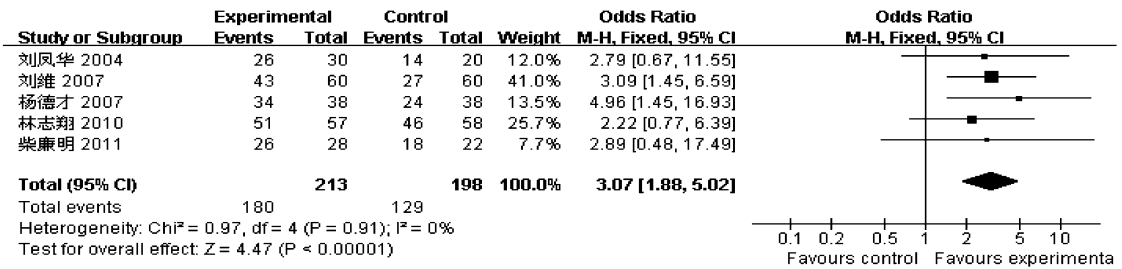 Experimental Control Odds Ratio Odds Ratio
Study or Subgroup Events Total Events Total Weight M-H, Fixed, 95% CI M-H, Fixed, 95% CI
刘凤华 2004 26 30 14 20 12.0% 2.79 [0.67, 11.55]
刘维 2007 43 60 27 60 41.0% 3.09 [1.45, 6.59]
杨德才 2007 34 38 24 38 13.5% 4.96 [1.45, 16.93]
林志翔 2010 51 57 46 58 25.7% 2.22 [0.77, 6.39]
柴廉明 2011 26 28 18 22 7.7% 2.89 [0.48, 17.49]
Total (95% CI) 213 198 100.0% 3.07 [1.88, 5.02]
Total events 180 129
Heterogeneity: Chi² = 0.97, df = 4 (P = 0.91); I² = 0%
Test for overall effect: Z = 4.47 (P < 0.00001)
0.1 0.2 0.5 1 2 5 10
Favours control Favours experimenta